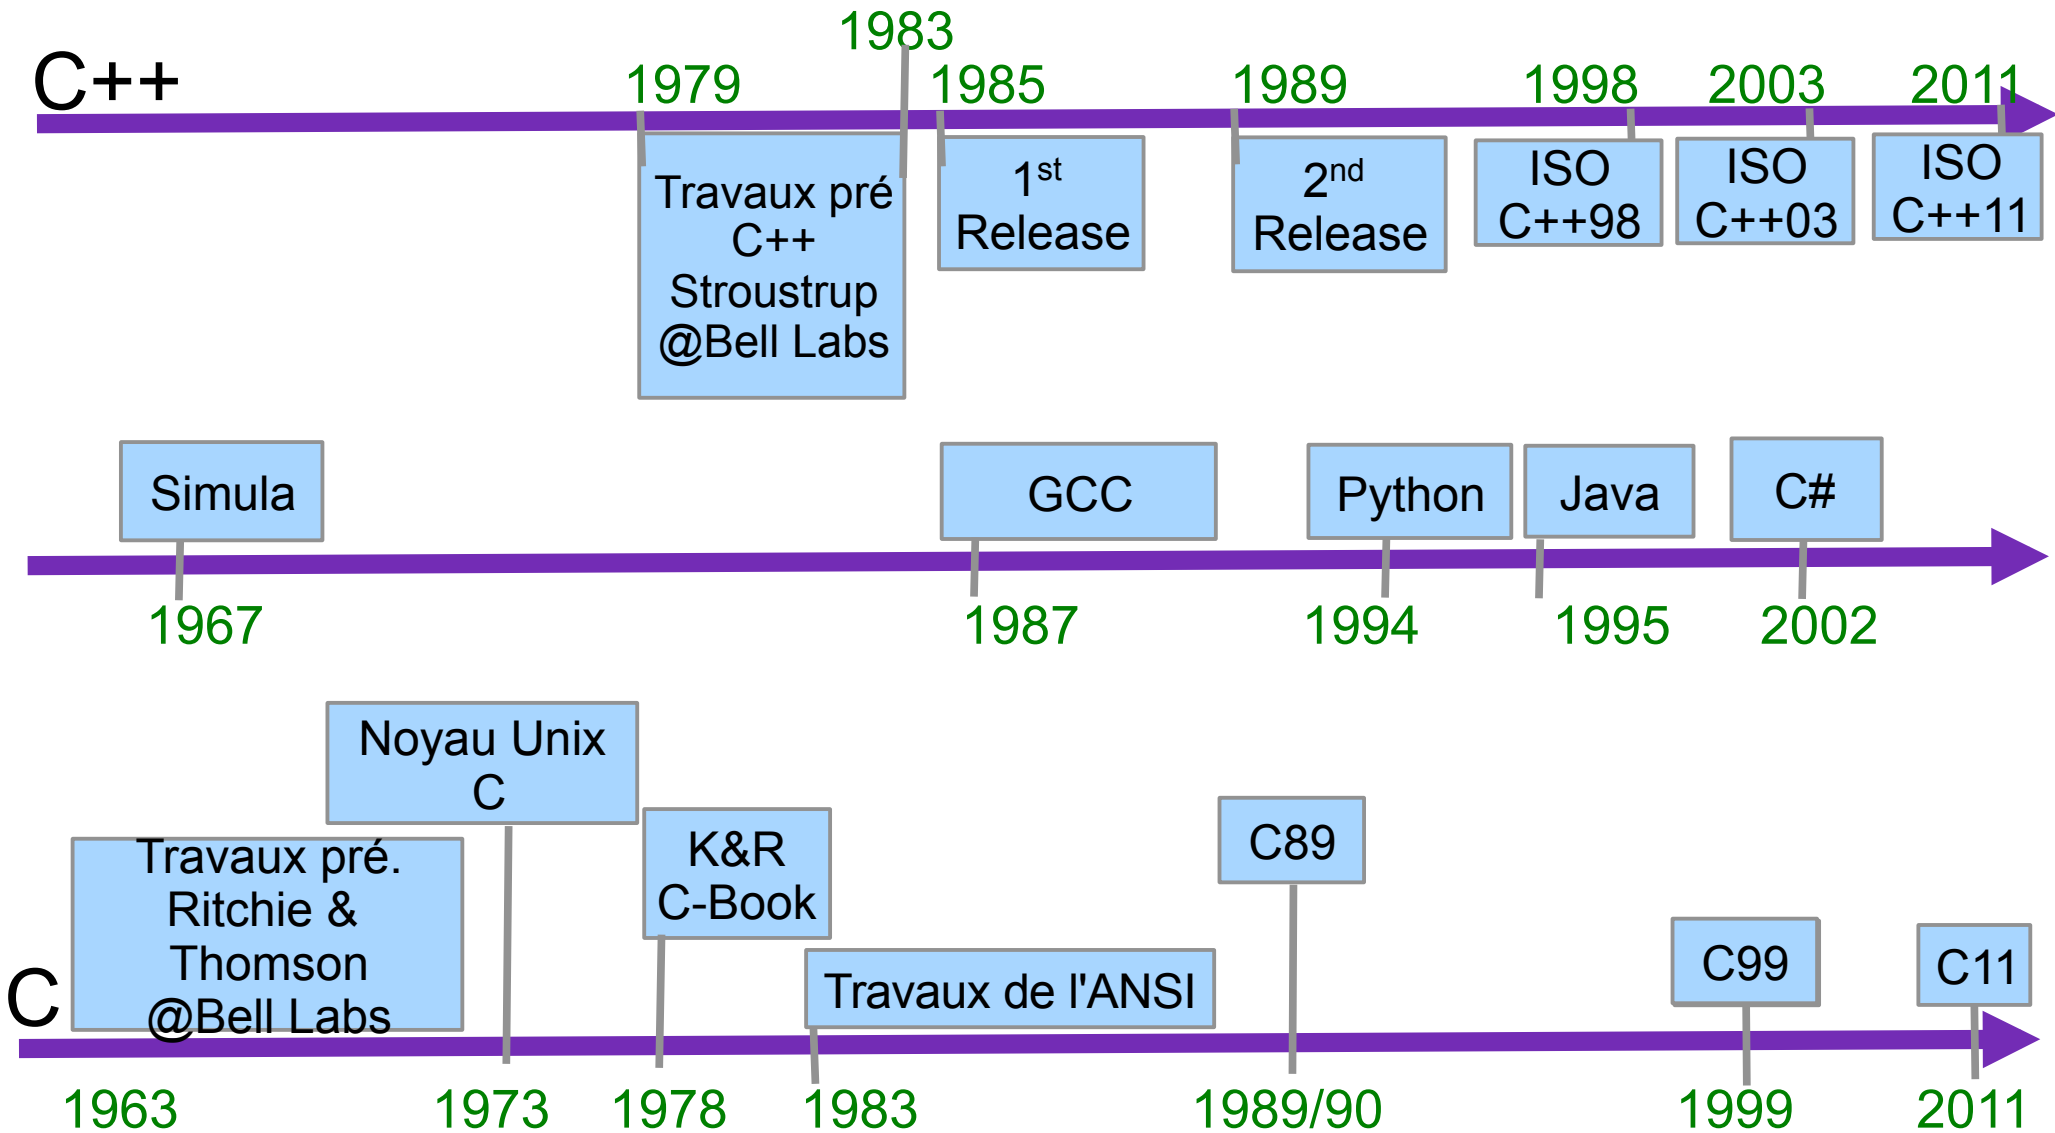 C++
1983
1979
1985
1989
1998
2003
2011
Travaux pré
C++
Stroustrup
@Bell Labs
1st
Release
2nd
Release
ISO
C++98
ISO
C++03
ISO
C++11
Simula
GCC
Python
Java
C#
1967
1987
1994
1995
2002
Noyau Unix
C
Travaux pré.
Ritchie &
Thomson
@Bell Labs
K&R
C-Book
Travaux de l'ANSI
C89
C99
C11
C
1963
1973
1978
1983
1989/90
1999
2011